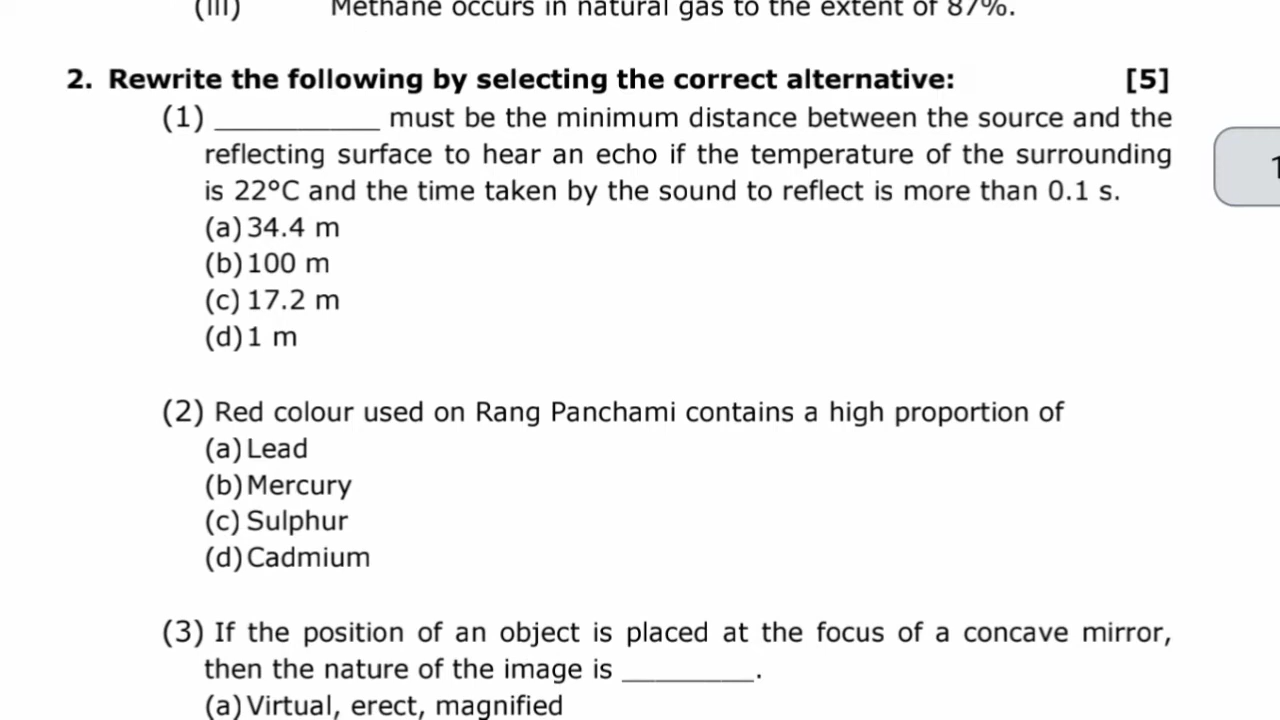 (III) Methane occurs in natural gas to the extent of 87%.
2. Rewrite the following by selecting the correct alternative: [5]
(1) __________ must be the minimum distance between the source and the
reflecting surface to hear an echo if the temperature of the surrounding
is 22°C and the time taken by the sound to reflect is more than 0.1 s.
(a) 34.4 m
(b) 100 m
(c) 17.2 m
(d) 1 m
(2) Red colour used on Rang Panchami contains a high proportion of
(a) Lead
(b) Mercury
(c) Sulphur
(d) Cadmium
(3) If the position of an object is placed at the focus of a concave mirror,
then the nature of the image is ________.
(a) Virtual, erect, magnified